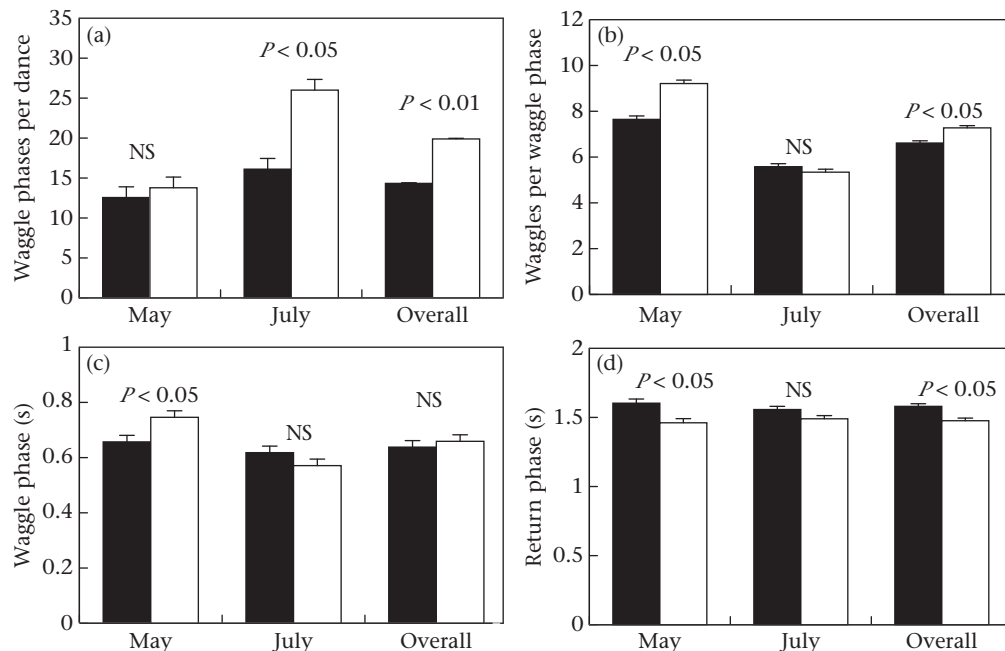 (a)
Waggle phases per dance
35
30
25
20
15
10
5
0
NS
P < 0.05
P < 0.01
May July Overall
(b)
Waggles per waggle phase
12
10
8
6
4
2
0
P < 0.05
NS
P < 0.05
May July Overall
(c)
Waggle phase (s)
1
0.8
0.6
0.4
0.2
0
P < 0.05
NS
NS
May July Overall
(d)
Return phase (s)
2
1.5
1
0.5
0
P < 0.05
NS
P < 0.05
May July Overall